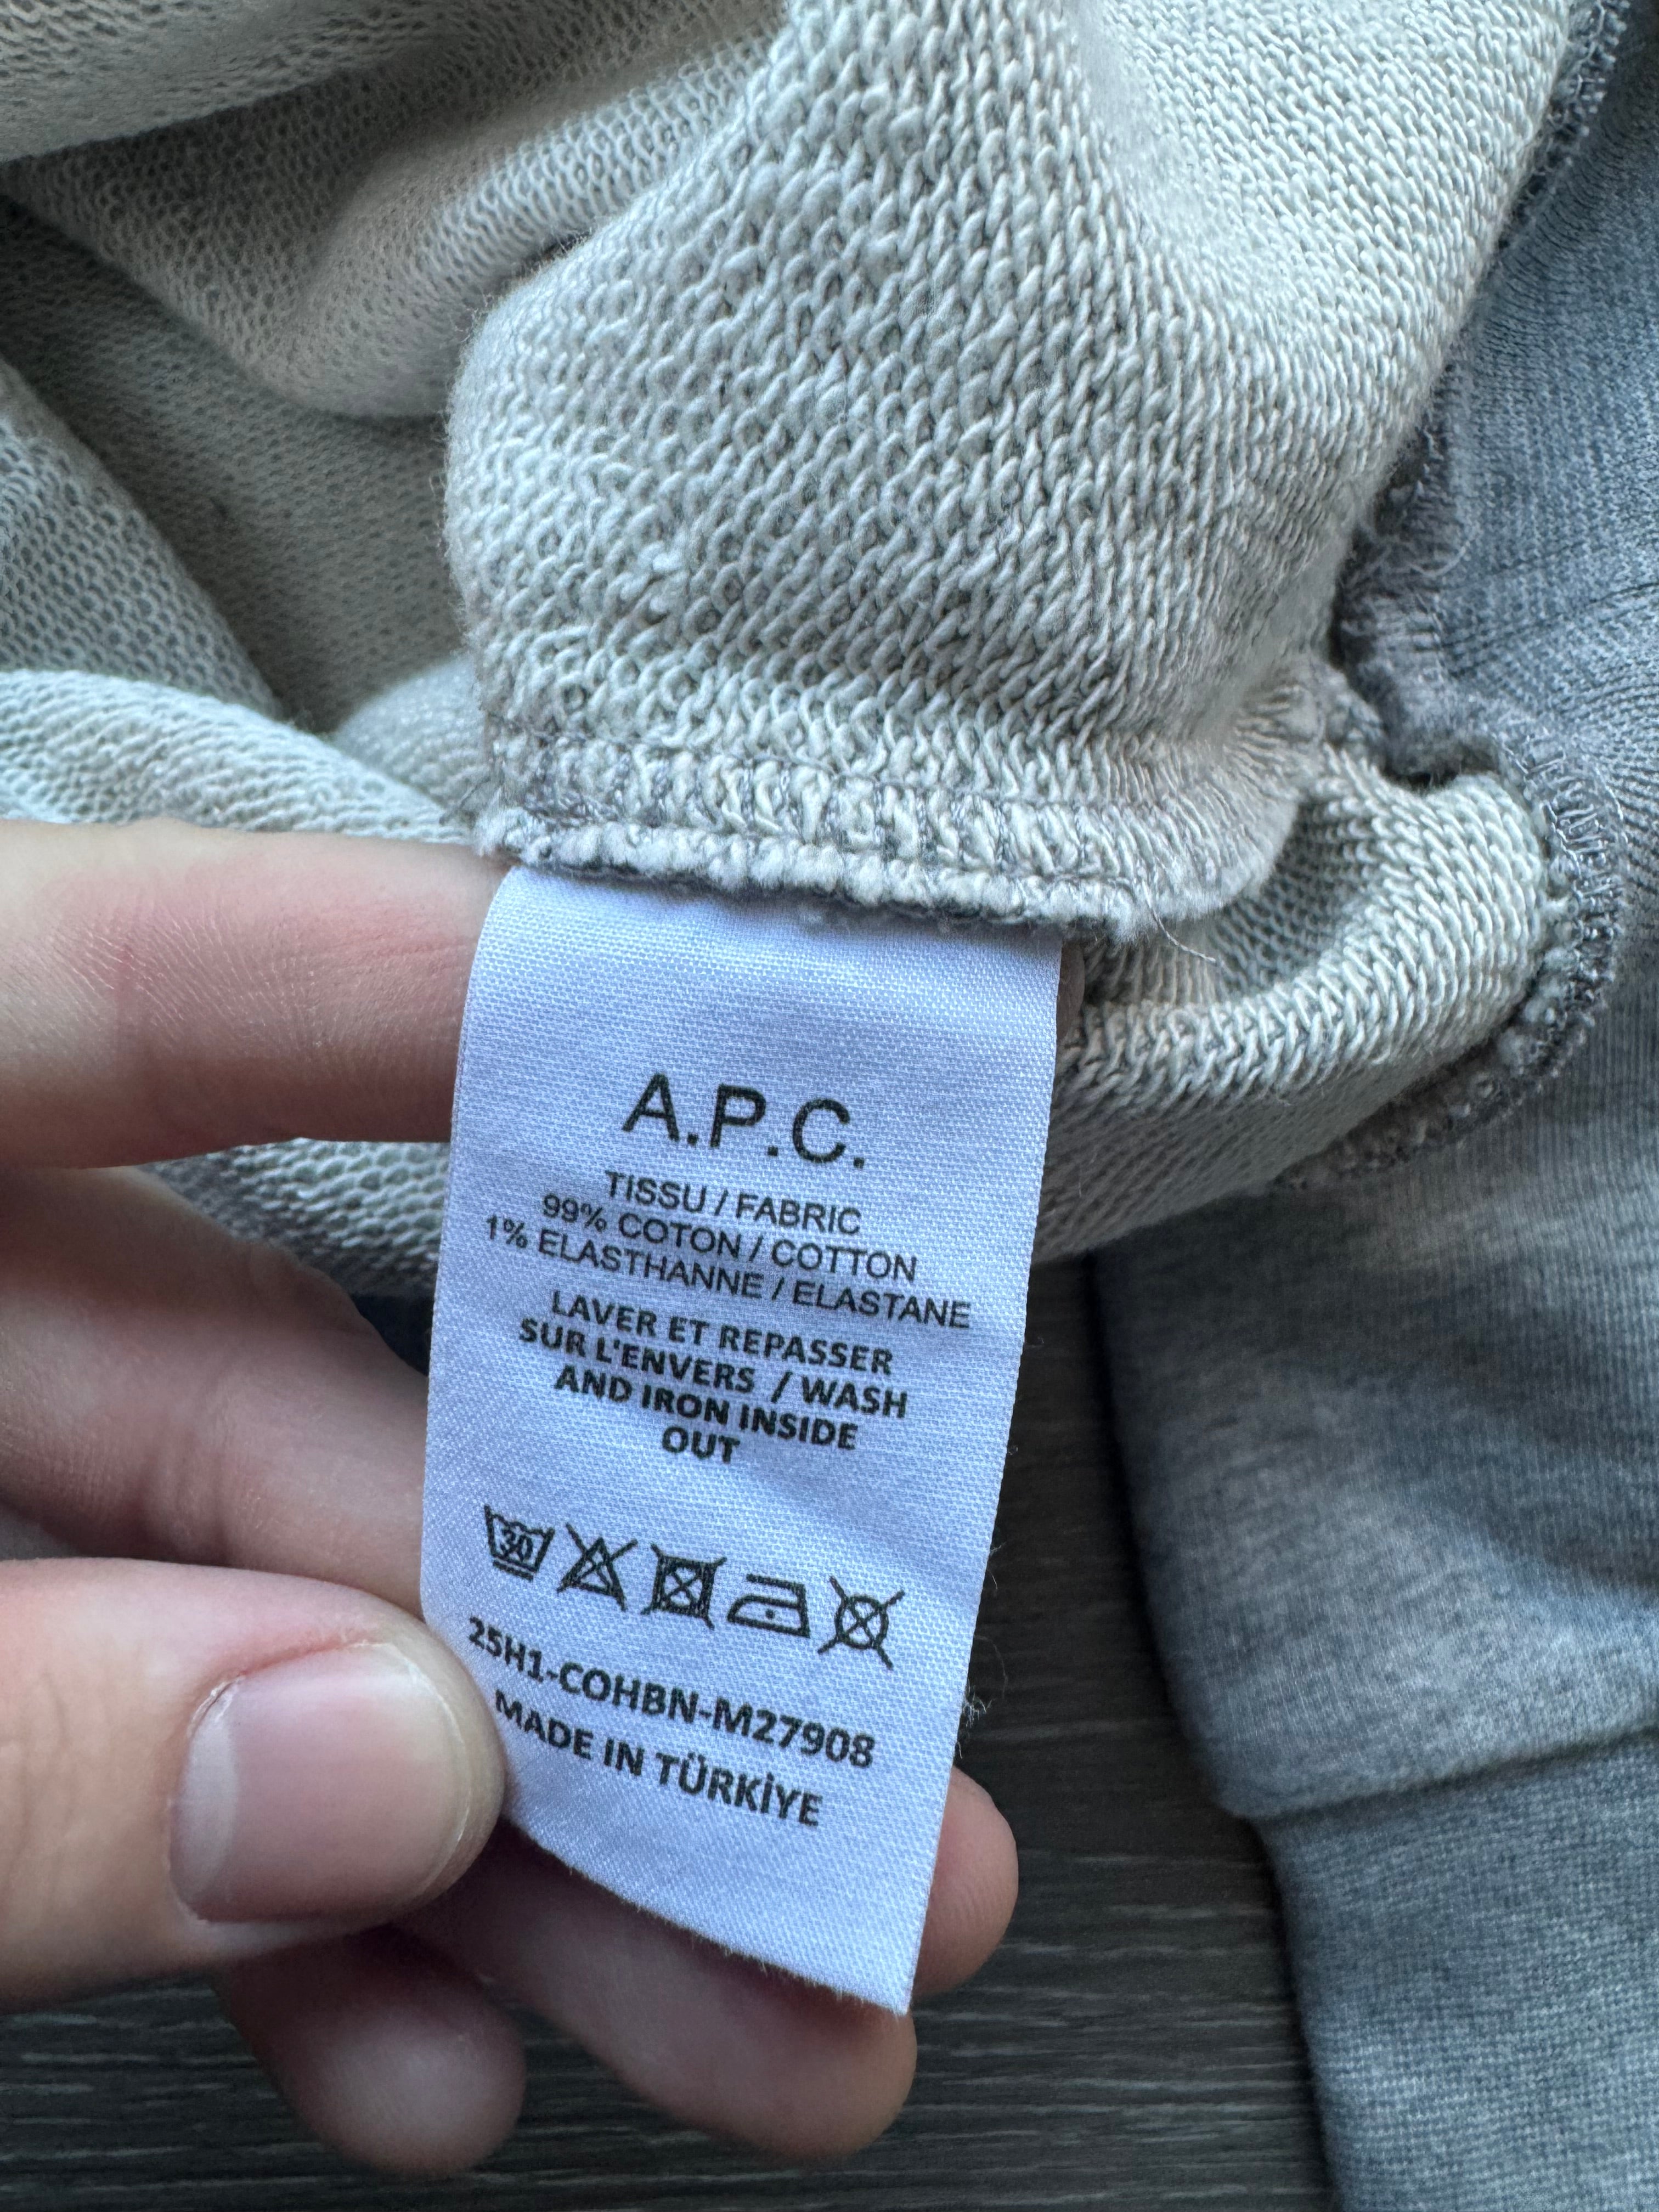 A.P.C.
TISSU / FABRIC
99% COTON / COTTON
1% ELASTHANNE / ELASTANE
LAVER ET REPASSER
SUR L'ENVERS / WASH
AND IRON INSIDE
OUT
30
25H1-COHBN-M27908
MADE IN TÜRKİYE